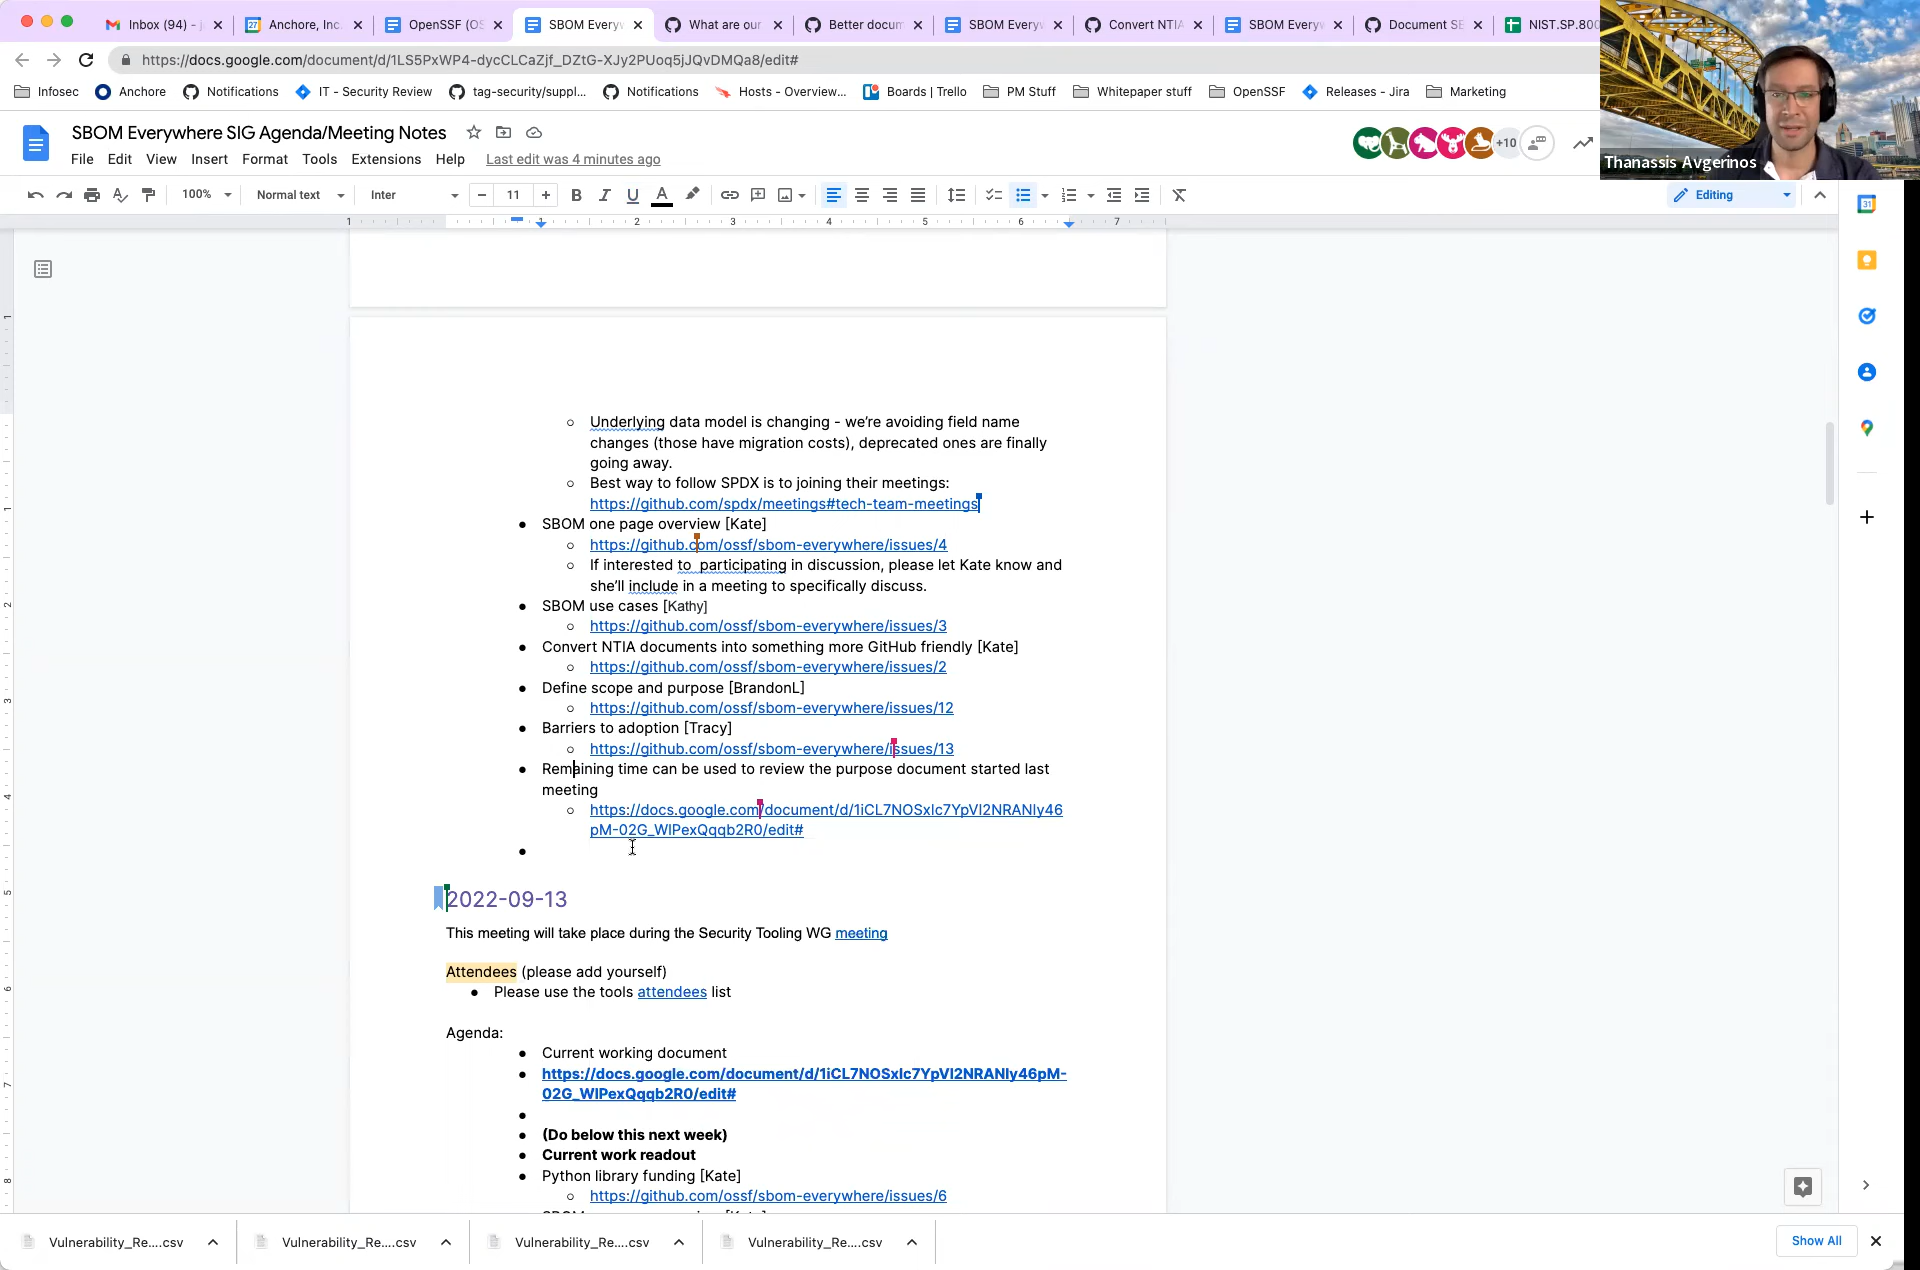 Inbox (94) - j
Anchore, Inc.
OpenSSF (OS
SBOM Everyw
What are our
Better docum
SBOM Everyw
Convert NTIA
SBOM Everyw
Document SB
NIST.SP.800
https://docs.google.com/document/d/1LS5PxWP4-dycCLCaZjf_DZtG-XJy2PUoq5jJQvDMQa8/edit#
Infosec
Anchore
Notifications
IT - Security Review
tag-security/suppl...
Notifications
Hosts - Overview...
Boards | Trello
PM Stuff
Whitepaper stuff
OpenSSF
Releases - Jira
Marketing
Thanassis Avgerinos
SBOM Everywhere SIG Agenda/Meeting Notes
+10
File Edit View Insert Format Tools Extensions Help Last edit was 4 minutes ago
100% Normal text Inter 11 Editing
1 1 2 3 4 5 6 7
Underlying data model is changing - we're avoiding field name
changes (those have migration costs), deprecated ones are finally
going away.
Best way to follow SPDX is to joining their meetings:
https://github.com/spdx/meetings#tech-team-meetings
SBOM one page overview [Kate]
https://github.com/ossf/sbom-everywhere/issues/4
If interested to participating in discussion, please let Kate know and
she'll include in a meeting to specifically discuss.
SBOM use cases [Kathy]
https://github.com/ossf/sbom-everywhere/issues/3
Convert NTIA documents into something more GitHub friendly [Kate]
https://github.com/ossf/sbom-everywhere/issues/2
Define scope and purpose [BrandonL]
https://github.com/ossf/sbom-everywhere/issues/12
Barriers to adoption [Tracy]
https://github.com/ossf/sbom-everywhere/issues/13
Remaining time can be used to review the purpose document started last
meeting
https://docs.google.com/document/d/1iCL7NOSxlc7YpVI2NRANly46
pM-02G_WIPexQqqb2R0/edit#
2022-09-13
This meeting will take place during the Security Tooling WG meeting
Attendees (please add yourself)
Please use the tools attendees list
Agenda:
Current working document
https://docs.google.com/document/d/1iCL7NOSxlc7YpVI2NRANly46pM-
02G_WIPexQqqb2R0/edit#
(Do below this next week)
Current work readout
Python library funding [Kate]
https://github.com/ossf/sbom-everywhere/issues/6
Vulnerability_Re....csv
Vulnerability_Re....csv
Vulnerability_Re....csv
Vulnerability_Re....csv
Show All